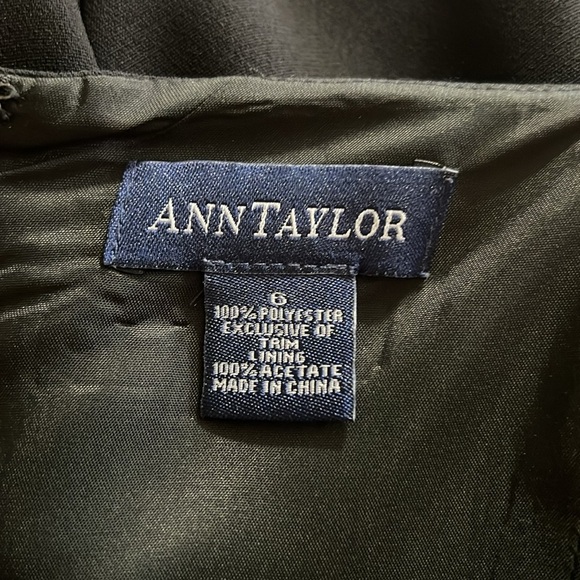 ANNTAYLOR
6
100% POLYESTER
EXCLUSIVE OF
TRIM
LINING
100% ACETATE
MADE IN CHINA